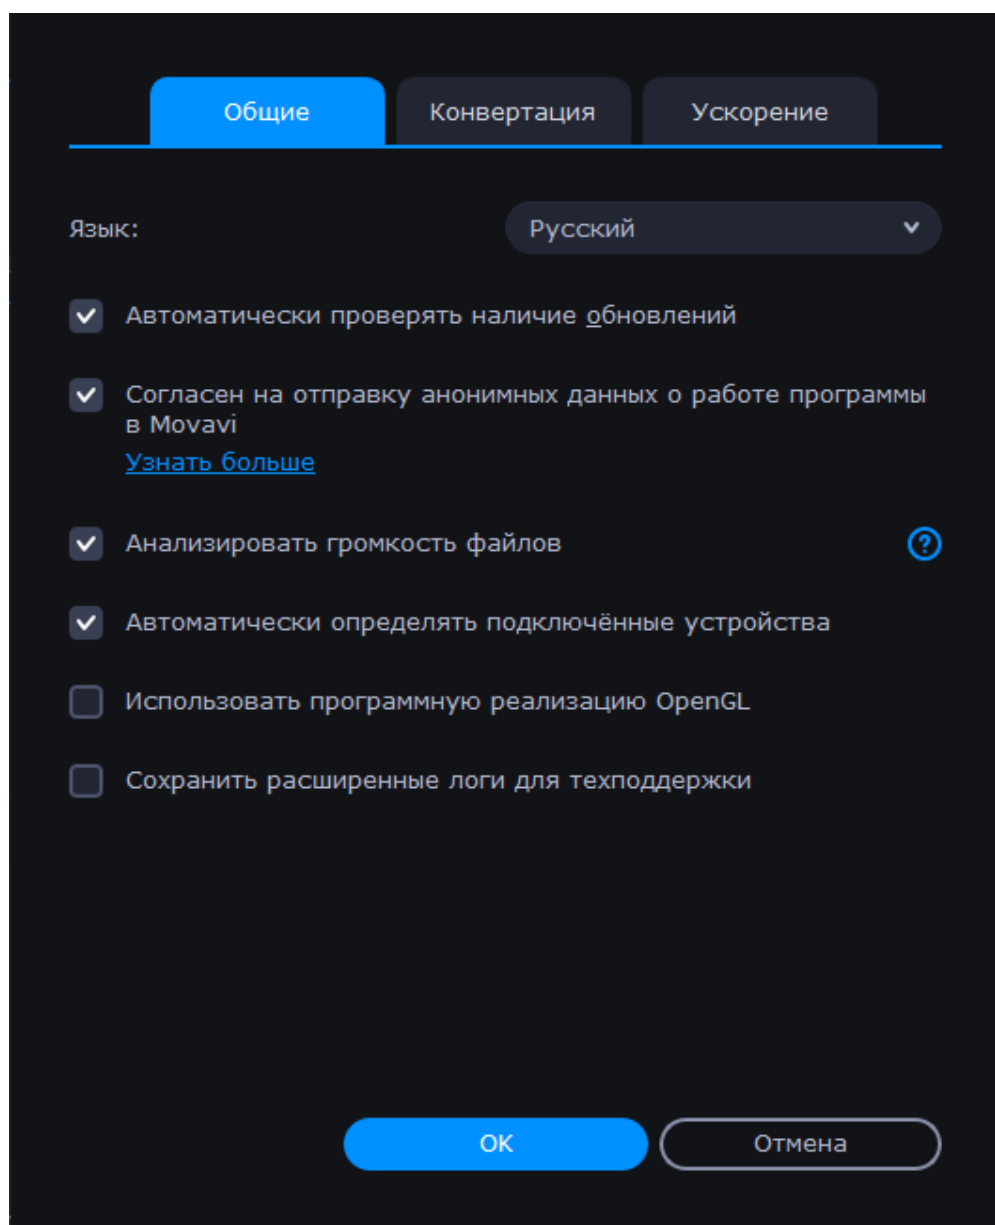 Общие Конвертация Ускорение
Язык: Русский
Автоматически проверять наличие обновлений
Согласен на отправку анонимных данных о работе программы
в Movavi
Узнать больше
Анализировать громкость файлов ?
Автоматически определять подключённые устройства
Использовать программную реализацию OpenGL
Сохранить расширенные логи для техподдержки
OK Отмена